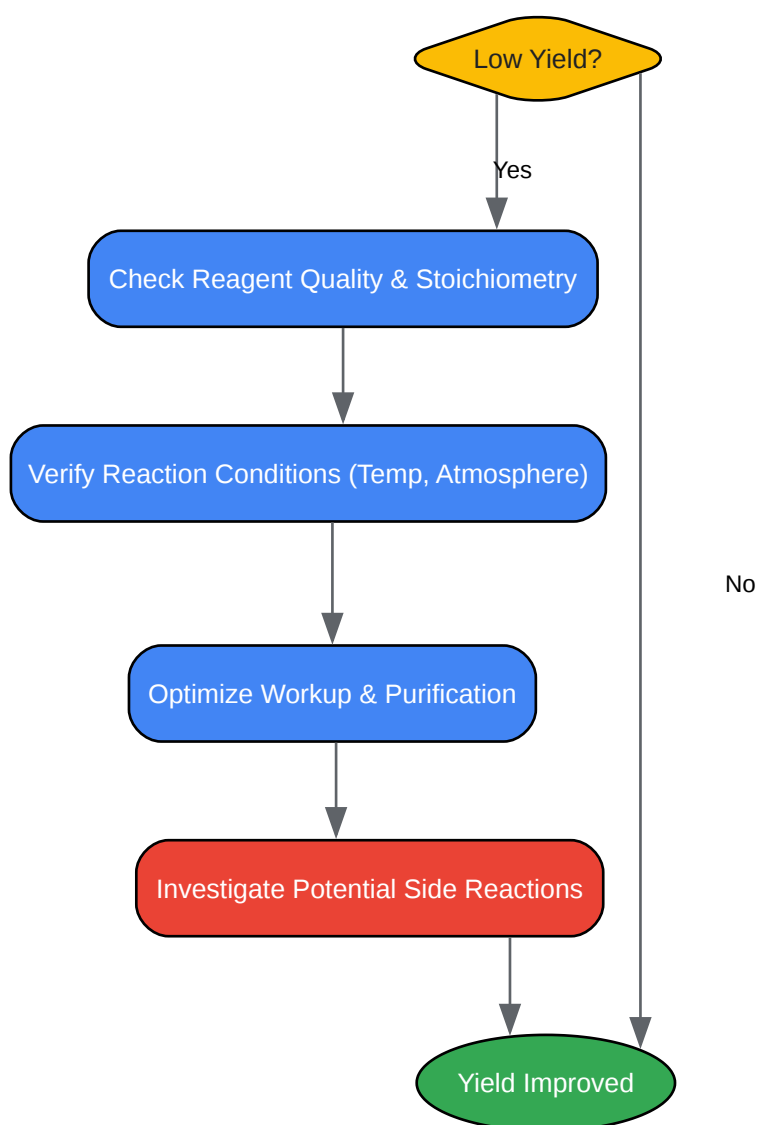 Low Yield?
Yes
Check Reagent Quality & Stoichiometry
Verify Reaction Conditions (Temp, Atmosphere)
No
Optimize Workup & Purification
Investigate Potential Side Reactions
Yield Improved